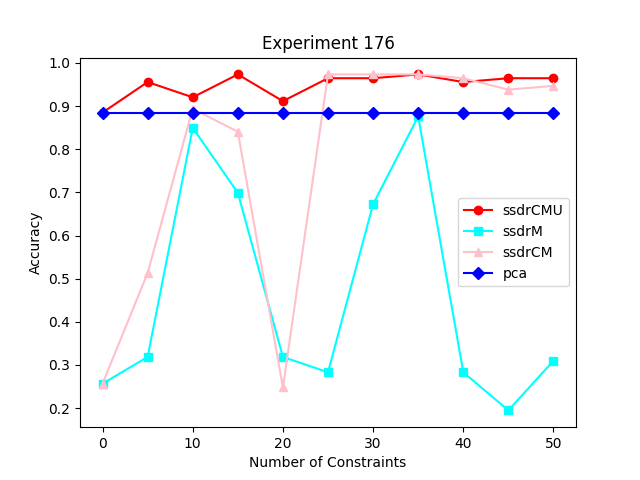 Experiment 176
Accuracy
1.0
0.9
0.8
0.7
0.6
0.5
0.4
0.3
0.2
ssdrCMU
ssdrM
ssdrCM
pca
0 10 20 30 40 50
Number of Constraints